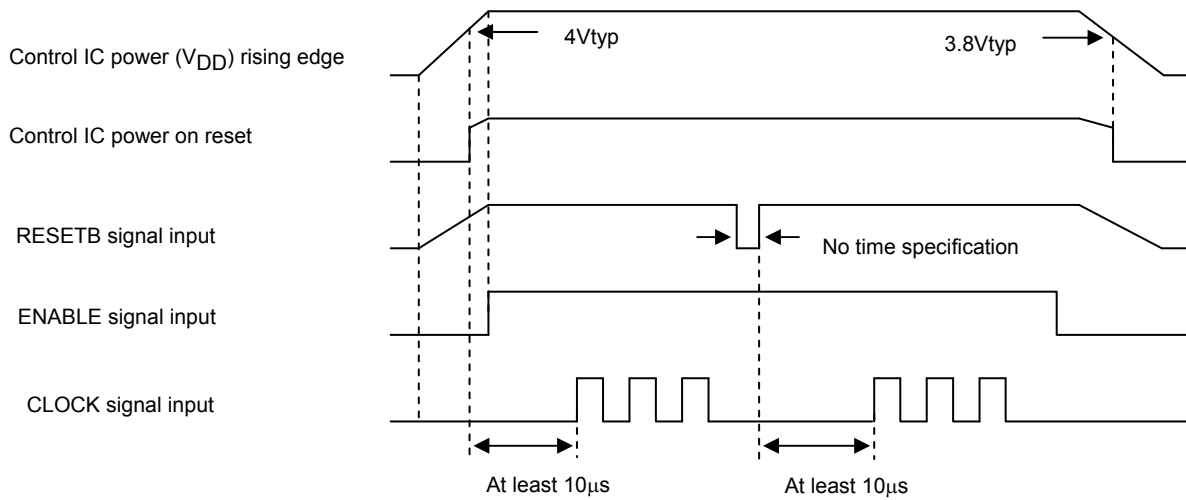 4Vtyp
3.8Vtyp
Control IC power (VDD) rising edge
Control IC power on reset
RESETB signal input
No time specification
ENABLE signal input
CLOCK signal input
At least 10μs
At least 10μs